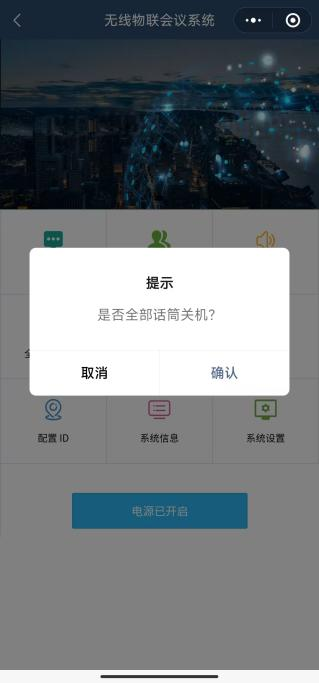 无线物联会议系统
提示
是否全部话筒关机？
取消
确认
配置 ID
系统信息
系统设置
电源已开启